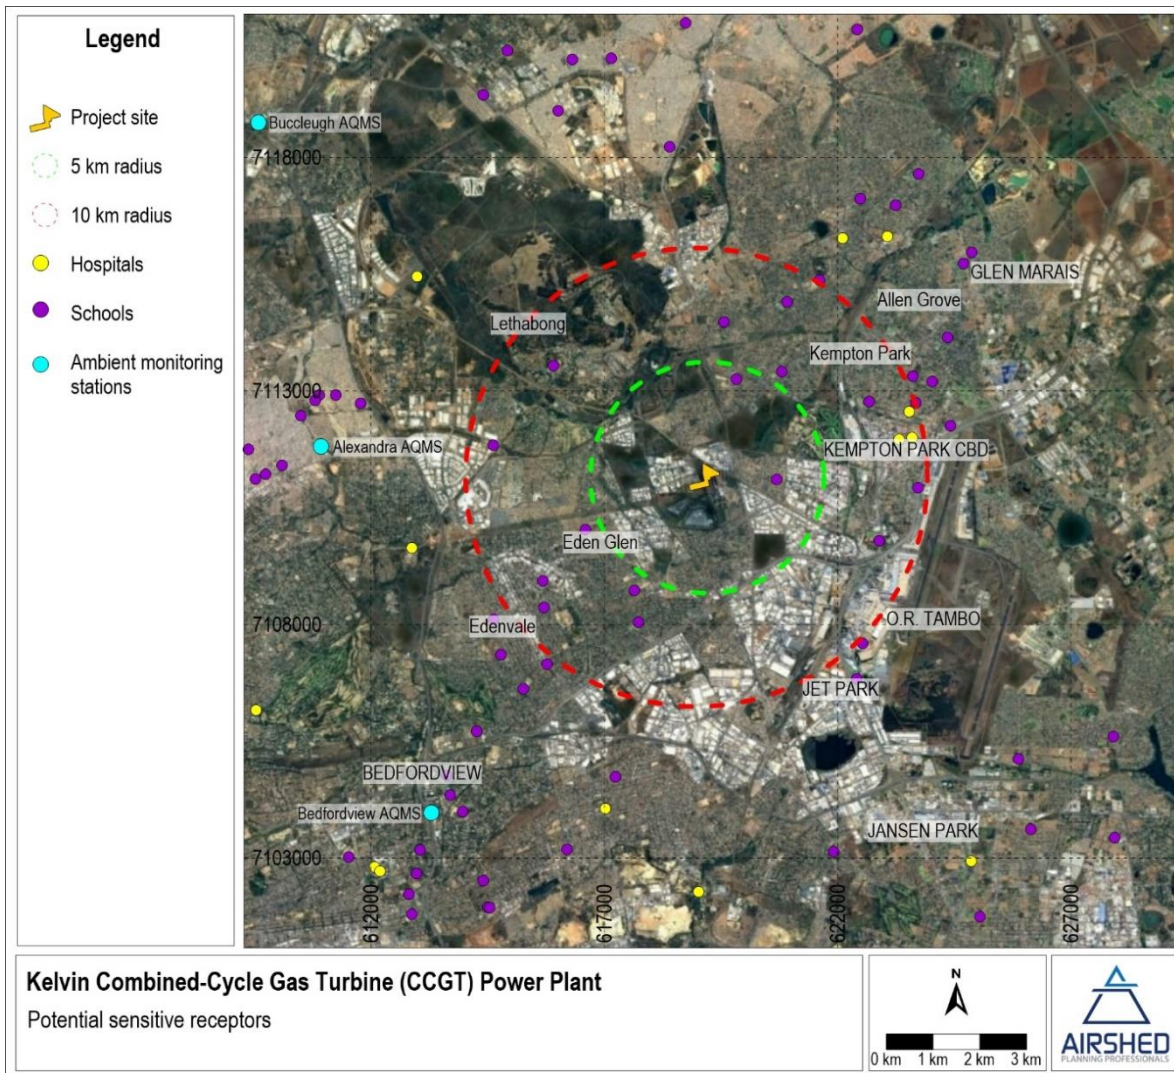 Legend
Project site
5 km radius
10 km radius
Hospitals
Schools
Ambient monitoring
stations
Buccleugh AQMS
7118000
GLEN MARAIS
Allen Grove
Lethabong
Kempton Park
7113000
Alexandra AQMS
KEMPTON PARK CBD
Eden Glen
7108000
Edenvale
O.R. TAMBO
JET PARK
BEDFORDVIEW
Bedfordview AQMS
JANSEN PARK
7103000
612000
617000
622000
627000
Kelvin Combined-Cycle Gas Turbine (CCGT) Power Plant
Potential sensitive receptors
N
0 km 1 km 2 km 3 km
AIRSHED
PLANNING PROFESSIONALS